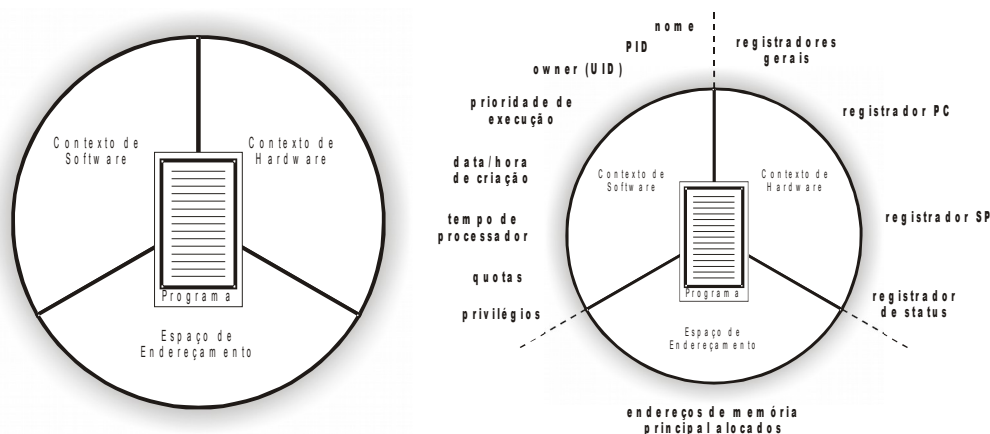 Contexto de
Software
Contexto de
Hardware
Programa
Espaço de
Endereçamento
nome
PID
owner (UID)
prioridade de
execução
data/hora
de criação
tempo de
processador
quotas
privilégios
registradores
gerais
registrador PC
registrador SP
registrador
de status
Contexto de
Software
Contexto de
Hardware
Programa
Espaço de
Endereçamento
endereços de memória
principal alocados